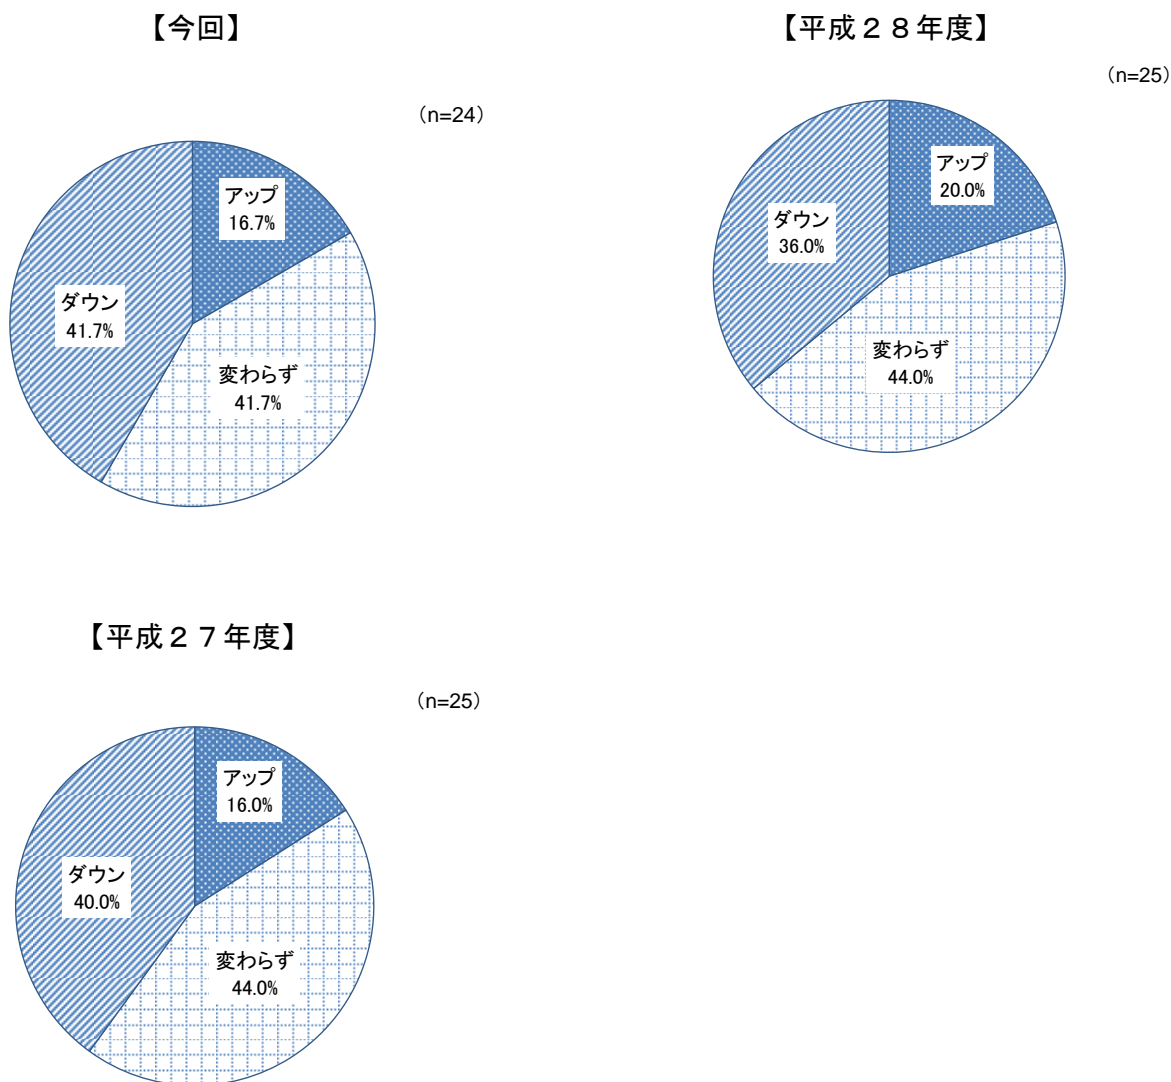 【今回】
(n=24)
アップ
16.7%
ダウン
41.7%
変わらず
41.7%
【平成２８年度】
(n=25)
アップ
20.0%
ダウン
36.0%
変わらず
44.0%
【平成２７年度】
(n=25)
アップ
16.0%
ダウン
40.0%
変わらず
44.0%